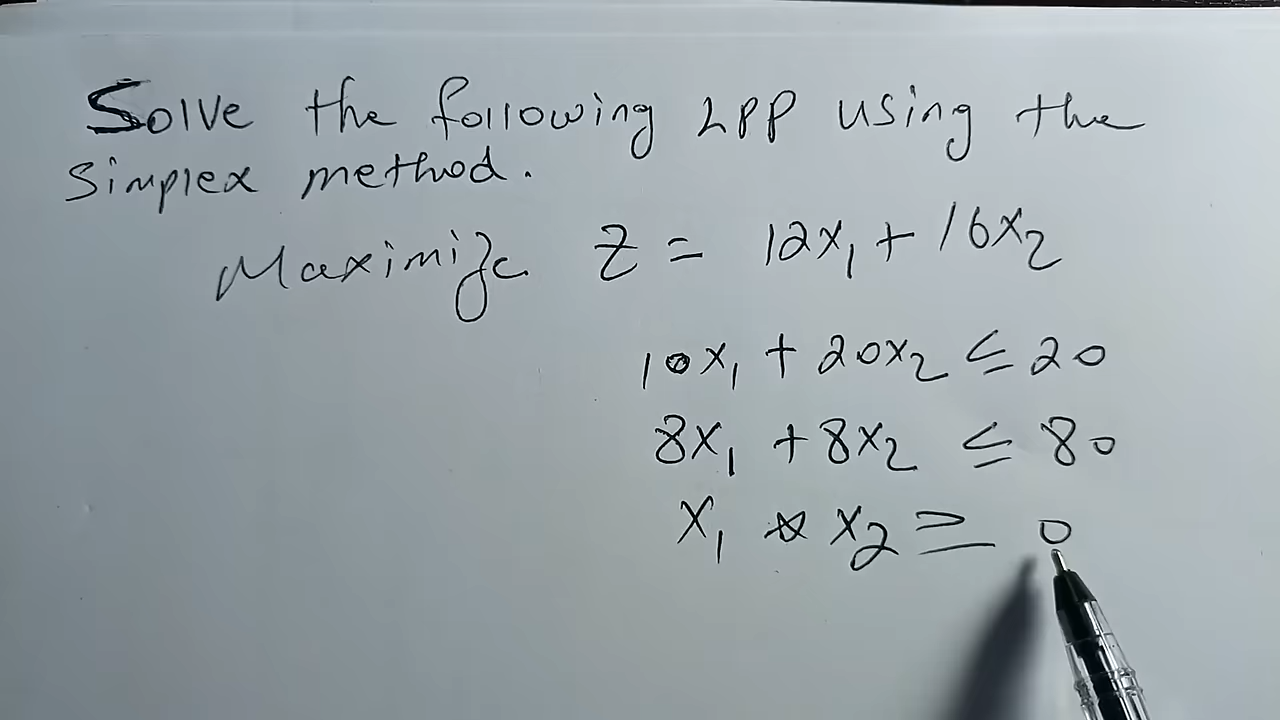 Solve the following LPP using the
simplex method.
Maximize Z = 12x₁ + 16x₂
10x₁ + 20x₂ ≤ 20
8x₁ + 8x₂ ≤ 80
x₁ & x₂ ≥ 0